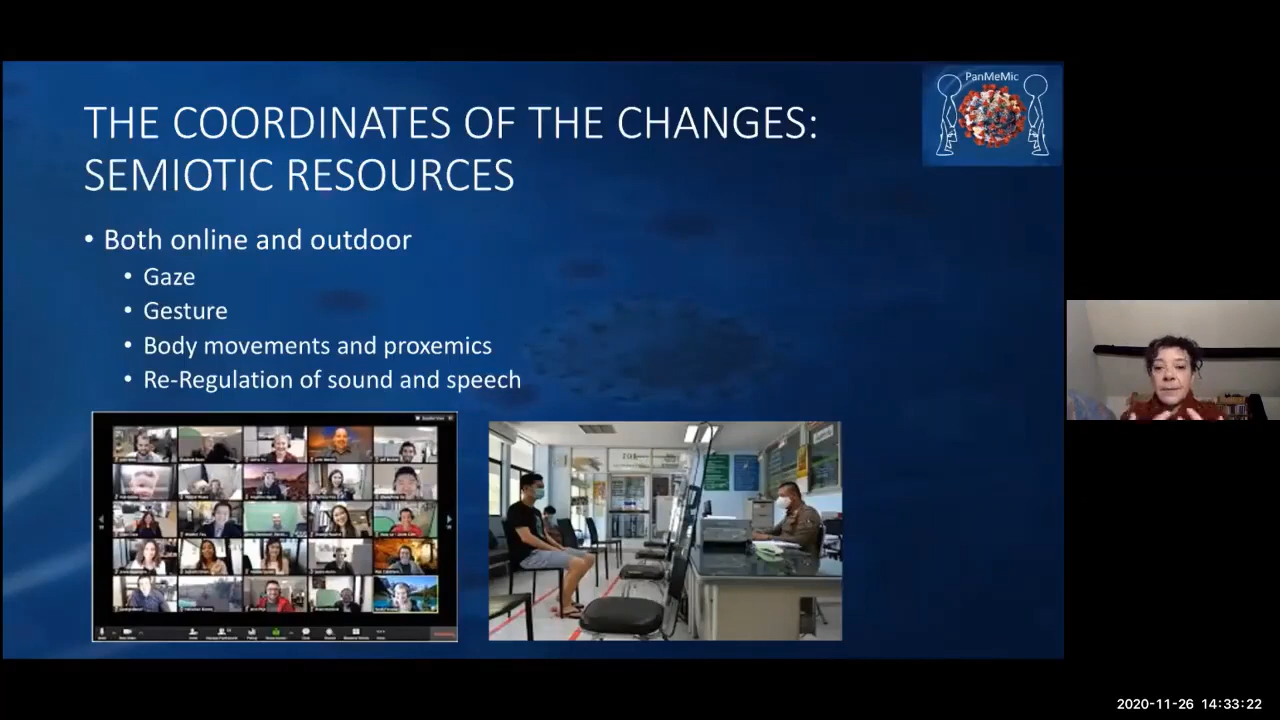 PanMeMic
THE COORDINATES OF THE CHANGES:
SEMIOTIC RESOURCES
• Both online and outdoor
• Gaze
• Gesture
• Body movements and proxemics
• Re-Regulation of sound and speech
2020-11-26 14:33:22